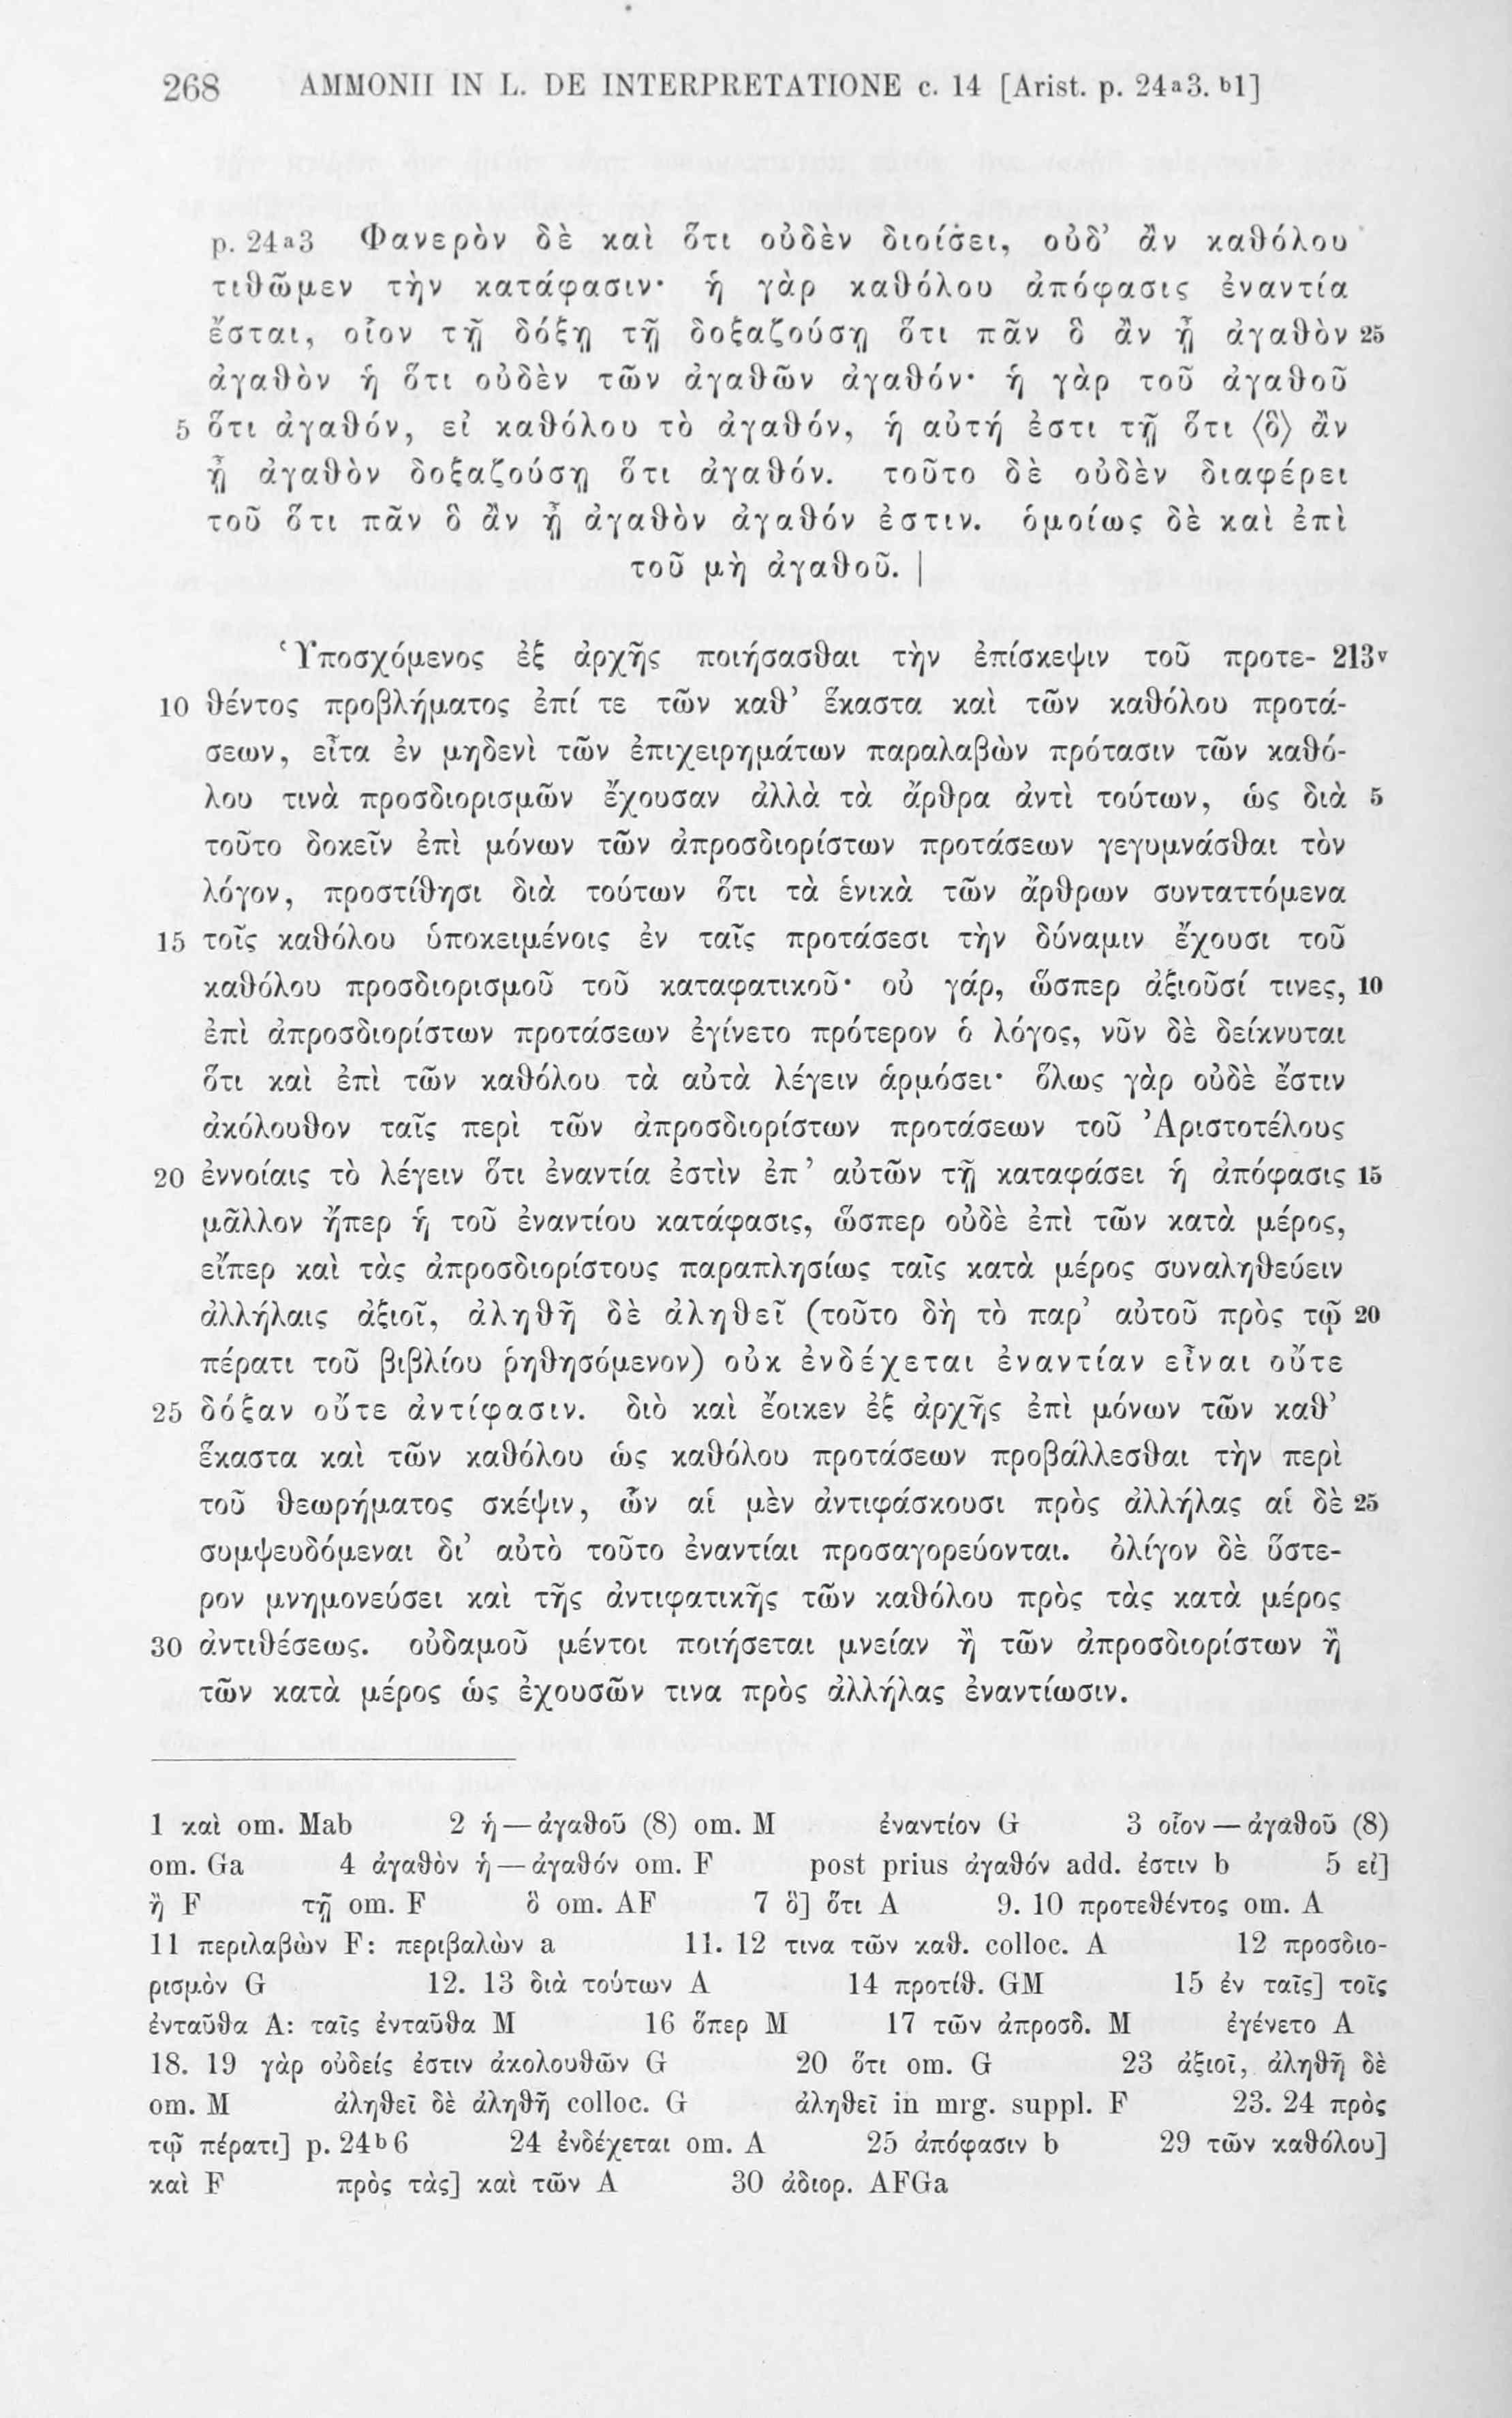 268 AMMONII IN L. DE INTERPRETATIONE c. 14 [Arist. p. 24a3. b1]
p. 24a3 Φανερὸν δὲ καὶ ὅτι οὐδὲν διοίσει, οὐδ’ ἂν καθόλου
τιθῶμεν τὴν κατάφασιν· ἡ γὰρ καθόλου ἀπόφασις ἐναντία
ἔσται, οἷον τῇ δόξῃ τῇ δοξαζούσῃ ὅτι πᾶν ὃ ἂν ᾖ ἀγαθὸν 25
ἀγαθὸν ἡ ὅτι οὐδὲν τῶν ἀγαθῶν ἀγαθόν· ἡ γὰρ τοῦ ἀγαθοῦ
5 ὅτι ἀγαθόν, εἰ καθόλου τὸ ἀγαθόν, ἡ αὐτή ἐστι τῇ ὅτι ⟨ὃ⟩ ἂν
ᾖ ἀγαθὸν δοξαζούσῃ ὅτι ἀγαθόν. τοῦτο δὲ οὐδὲν διαφέρει
τοῦ ὅτι πᾶν ὃ ἂν ᾖ ἀγαθὸν ἀγαθόν ἐστιν. ὁμοίως δὲ καὶ ἐπὶ
τοῦ μὴ ἀγαθοῦ. |
Ὑποσχόμενος ἐξ ἀρχῆς ποιήσασθαι τὴν ἐπίσκεψιν τοῦ προτε- 213v
10 θέντος προβλήματος ἐπί τε τῶν καθ’ ἕκαστα καὶ τῶν καθόλου προτά-
σεων, εἶτα ἐν μηδενὶ τῶν ἐπιχειρημάτων παραλαβὼν πρότασιν τῶν καθό-
λου τινὰ προσδιορισμῶν ἔχουσαν ἀλλὰ τὰ ἄρθρα ἀντὶ τούτων, ὡς διὰ 5
τοῦτο δοκεῖν ἐπὶ μόνων τῶν ἀπροσδιορίστων προτάσεων γεγυμνάσθαι τὸν
λόγον, προστίθησι διὰ τούτων ὅτι τὰ ἑνικὰ τῶν ἄρθρων συνταττόμενα
15 τοῖς καθόλου ὑποκειμένοις ἐν ταῖς προτάσεσι τὴν δύναμιν ἔχουσι τοῦ
καθόλου προσδιορισμοῦ τοῦ καταφατικοῦ· οὐ γάρ, ὥσπερ ἀξιοῦσί τινες, 10
ἐπὶ ἀπροσδιορίστων προτάσεων ἐγίνετο πρότερον ὁ λόγος, νῦν δὲ δείκνυται
ὅτι καὶ ἐπὶ τῶν καθόλου τὰ αὐτὰ λέγειν ἁρμόσει· ὅλως γὰρ οὐδὲ ἔστιν
ἀκόλουθον ταῖς περὶ τῶν ἀπροσδιορίστων προτάσεων τοῦ Ἀριστοτέλους
20 ἐννοίαις τὸ λέγειν ὅτι ἐναντία ἐστὶν ἐπ’ αὐτῶν τῇ καταφάσει ἡ ἀπόφασις 15
μᾶλλον ἤπερ ἡ τοῦ ἐναντίου κατάφασις, ὥσπερ οὐδὲ ἐπὶ τῶν κατὰ μέρος,
εἴπερ καὶ τὰς ἀπροσδιορίστους παραπλησίως ταῖς κατὰ μέρος συναληθεύειν
ἀλλήλαις ἀξιοῖ, ἀληθῆ δὲ ἀληθεῖ (τοῦτο δὴ τὸ παρ’ αὐτοῦ πρὸς τῷ 20
πέρατι τοῦ βιβλίου ῥηθησόμενον) οὐκ ἐνδέχεται ἐναντίαν εἶναι οὔτε
25 δόξαν οὔτε ἀντίφασιν. διὸ καὶ ἔοικεν ἐξ ἀρχῆς ἐπὶ μόνων τῶν καθ’
ἕκαστα καὶ τῶν καθόλου ὡς καθόλου προτάσεων προβάλλεσθαι τὴν περὶ
τοῦ θεωρήματος σκέψιν, ὧν αἱ μὲν ἀντιφάσκουσι πρὸς ἀλλήλας αἱ δὲ 25
συμψευδόμεναι δι’ αὐτὸ τοῦτο ἐναντίαι προσαγορεύονται. ὀλίγον δὲ ὕστε-
ρον μνημονεύσει καὶ τῆς ἀντιφατικῆς τῶν καθόλου πρὸς τὰς κατὰ μέρος
30 ἀντιθέσεως. οὐδαμοῦ μέντοι ποιήσεται μνείαν ἢ τῶν ἀπροσδιορίστων ἢ
τῶν κατὰ μέρος ὡς ἐχουσῶν τινα πρὸς ἀλλήλας ἐναντίωσιν.
1 καὶ om. Mab 2 ἡ — ἀγαθοῦ (8) om. M ἐναντίον G 3 οἷον — ἀγαθοῦ (8)
om. Ga 4 ἀγαθὸν ἡ — ἀγαθόν om. F post prius ἀγαθόν add. ἐστιν b 5 εἰ]
ἢ F τῇ om. F ὃ om. AF 7 ὃ] ὅτι A 9. 10 προτεθέντος om. A
11 περιλαβὼν F: περιβαλὼν a 11. 12 τινα τῶν καθ. colloc. A 12 προσδιο-
ρισμὸν G 12. 13 διὰ τούτων A 14 προτίθ. GM 15 ἐν ταῖς] τοῖς
ἐνταῦθα A: ταῖς ἐνταῦθα M 16 ὅπερ M 17 τῶν ἀπροσδ. M ἐγένετο A
18. 19 γὰρ οὐδείς ἐστιν ἀκολουθῶν G 20 ὅτι om. G 23 ἀξιοῖ, ἀληθῆ δὲ
om. M ἀληθεῖ δὲ ἀληθῆ colloc. G ἀληθεῖ in mrg. suppl. F 23. 24 πρὸς
τῷ πέρατι] p. 24b6 24 ἐνδέχεται om. A 25 ἀπόφασιν b 29 τῶν καθόλου]
καὶ F πρὸς τὰς] καὶ τῶν A 30 ἀδιορ. AFGa